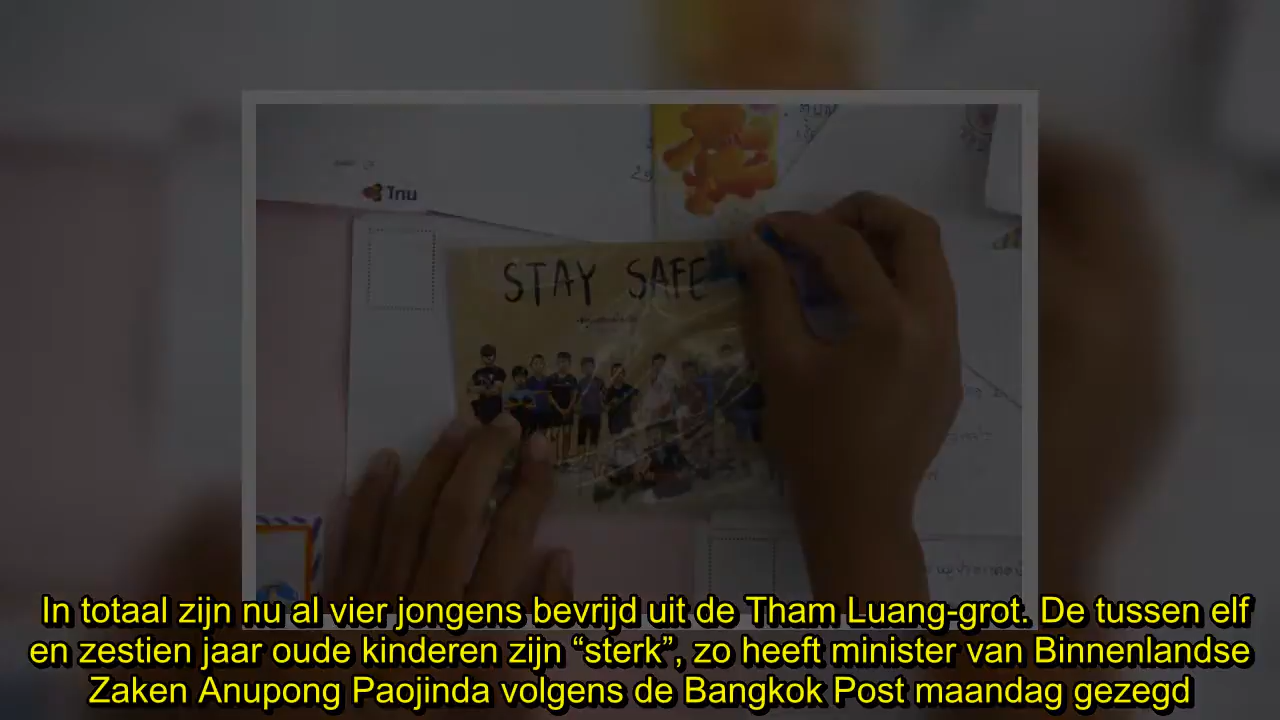 Tnu
STAY SAFE
In totaal zijn nu al vier jongens bevrijd uit de Tham Luang-grot. De tussen elf
en zestien jaar oude kinderen zijn “sterk”, zo heeft minister van Binnenlandse
Zaken Anupong Paojinda volgens de Bangkok Post maandag gezegd